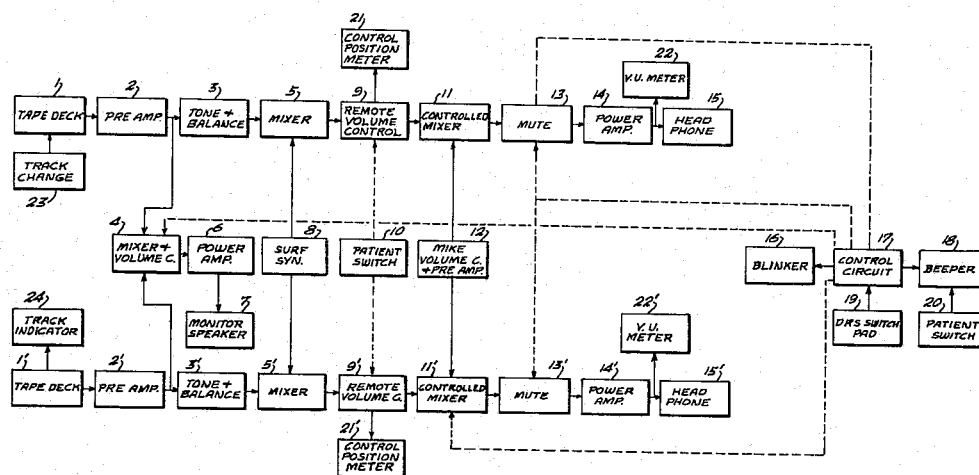 21
CONTROL
POSITION
METER
22
V.U. METER
1
TAPE DECK
2
PRE AMP.
3
TONE +
BALANCE
5
MIXER
9
REMOTE
VOLUME
CONTROL
11
CONTROLLED
MIXER
13
MUTE
14
POWER
AMP.
15
HEAD
PHONE
TRACK
CHANGE
23
4
MIXER +
VOLUME C.
6
POWER
AMP.
8
SURF
SYN.
10
PATIENT
SWITCH
12
MIKE
VOLUME C.
+ PRE AMP.
16
BLINKER
17
CONTROL
CIRCUIT
18
BEEPER
7
MONITOR
SPEAKER
19
DRS SWITCH
PAD
20
PATIENT
SWITCH
24
TRACK
INDICATOR
22'
V. U.
METER
1'
TAPE DECK
2'
PRE AMP.
3'
TONE +
BALANCE
5'
MIXER
9'
REMOTE
VOLUME C.
11'
CONTROLLED
MIXER
13'
MUTE
14'
POWER
AMP.
15'
HEAD
PHONE
21'
CONTROL
POSITION
METER